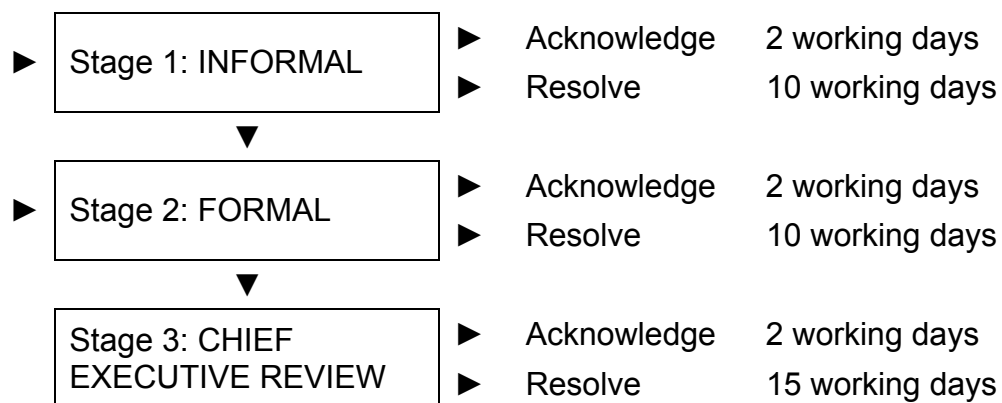 ► Stage 1: INFORMAL
► Acknowledge 2 working days
► Resolve 10 working days
▼
► Stage 2: FORMAL
► Acknowledge 2 working days
► Resolve 10 working days
▼
Stage 3: CHIEF
EXECUTIVE REVIEW
► Acknowledge 2 working days
► Resolve 15 working days